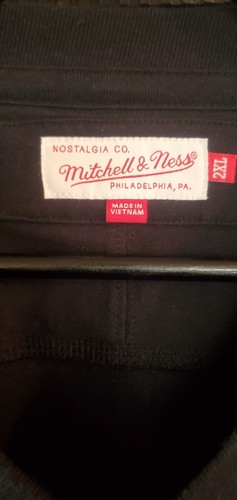 NOSTALGIA CO.
Mitchell & Ness®
PHILADELPHIA, PA.
2XL
MADE IN
VIETNAM